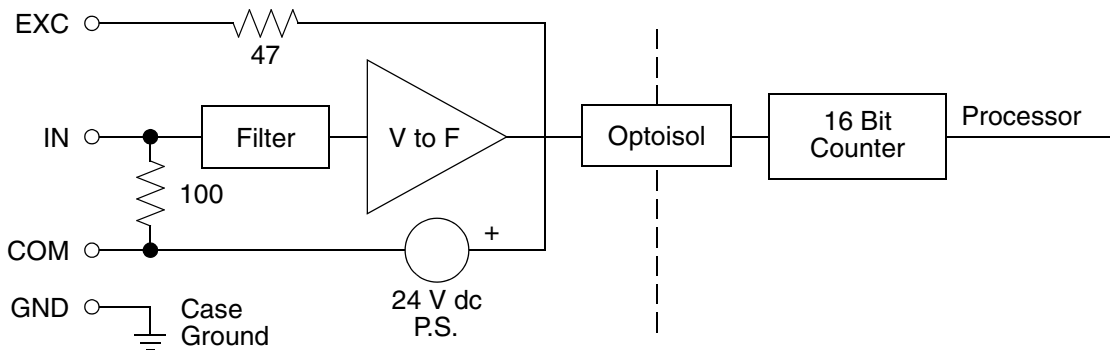 EXC
47
IN
Filter
V to F
Optoisol
16 Bit
Counter
Processor
100
COM
+
24 V dc
P.S.
GND
Case
Ground